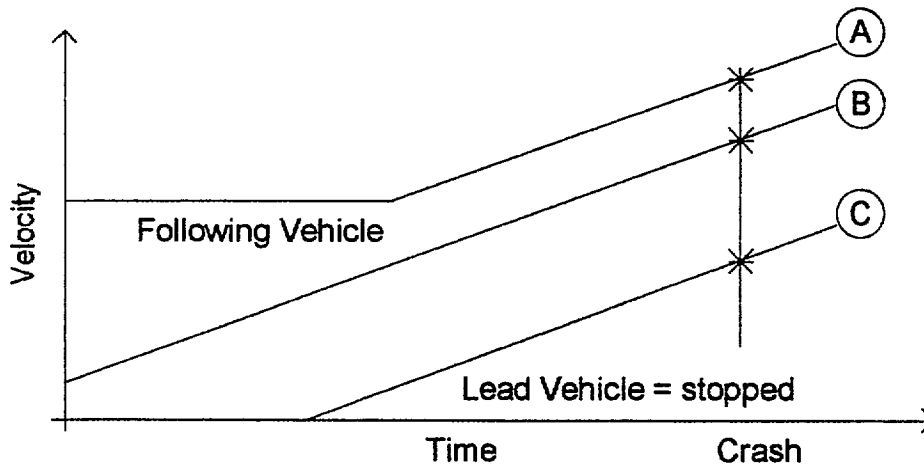 A
B
Velocity
Following Vehicle
C
Lead Vehicle = stopped
Time
Crash